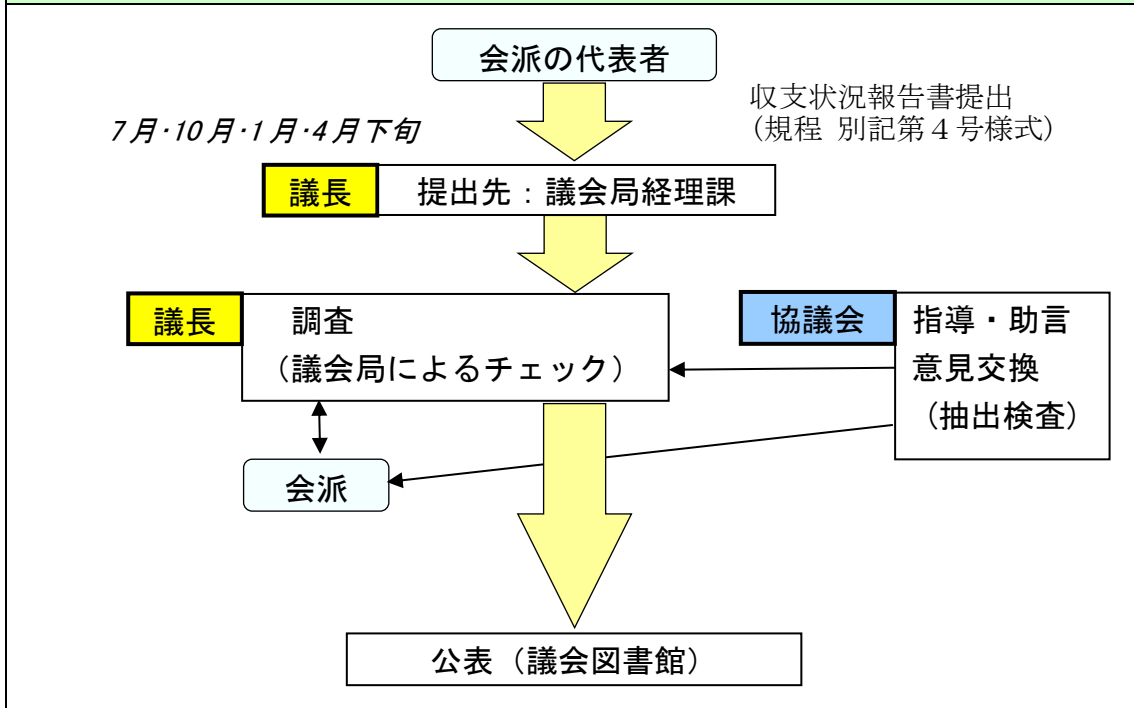 会派の代表者
7月・10月・1月・4月下旬
収支状況報告書提出
（規程 別記第４号様式）
議長 提出先：議会局経理課
議長 調査
（議会局によるチェック）
協議会 指導・助言
意見交換
（抽出検査）
会派
公表（議会図書館）